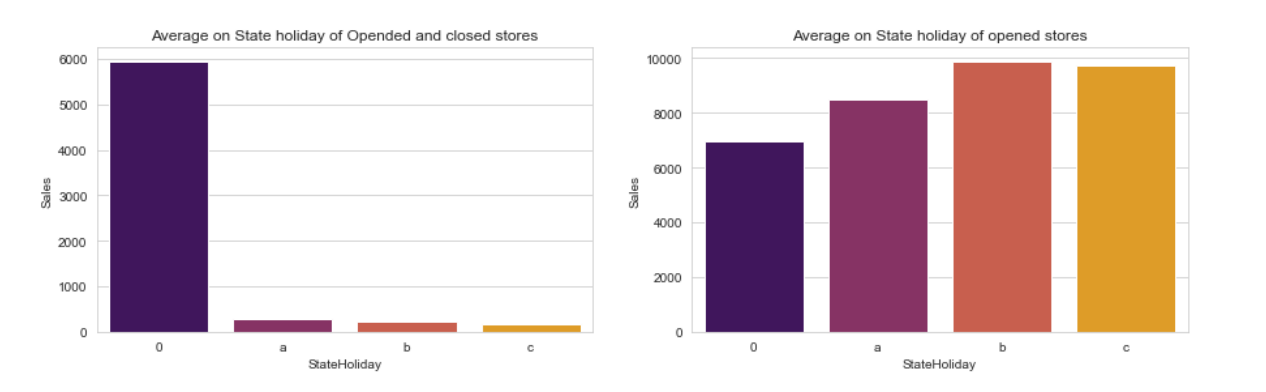 Average on State holiday of Opended and closed stores
6000
5000
4000
3000
2000
1000
0
Sales
0 a b c
StateHoliday
Average on State holiday of opened stores
10000
8000
6000
4000
2000
0
Sales
0 a b c
StateHoliday